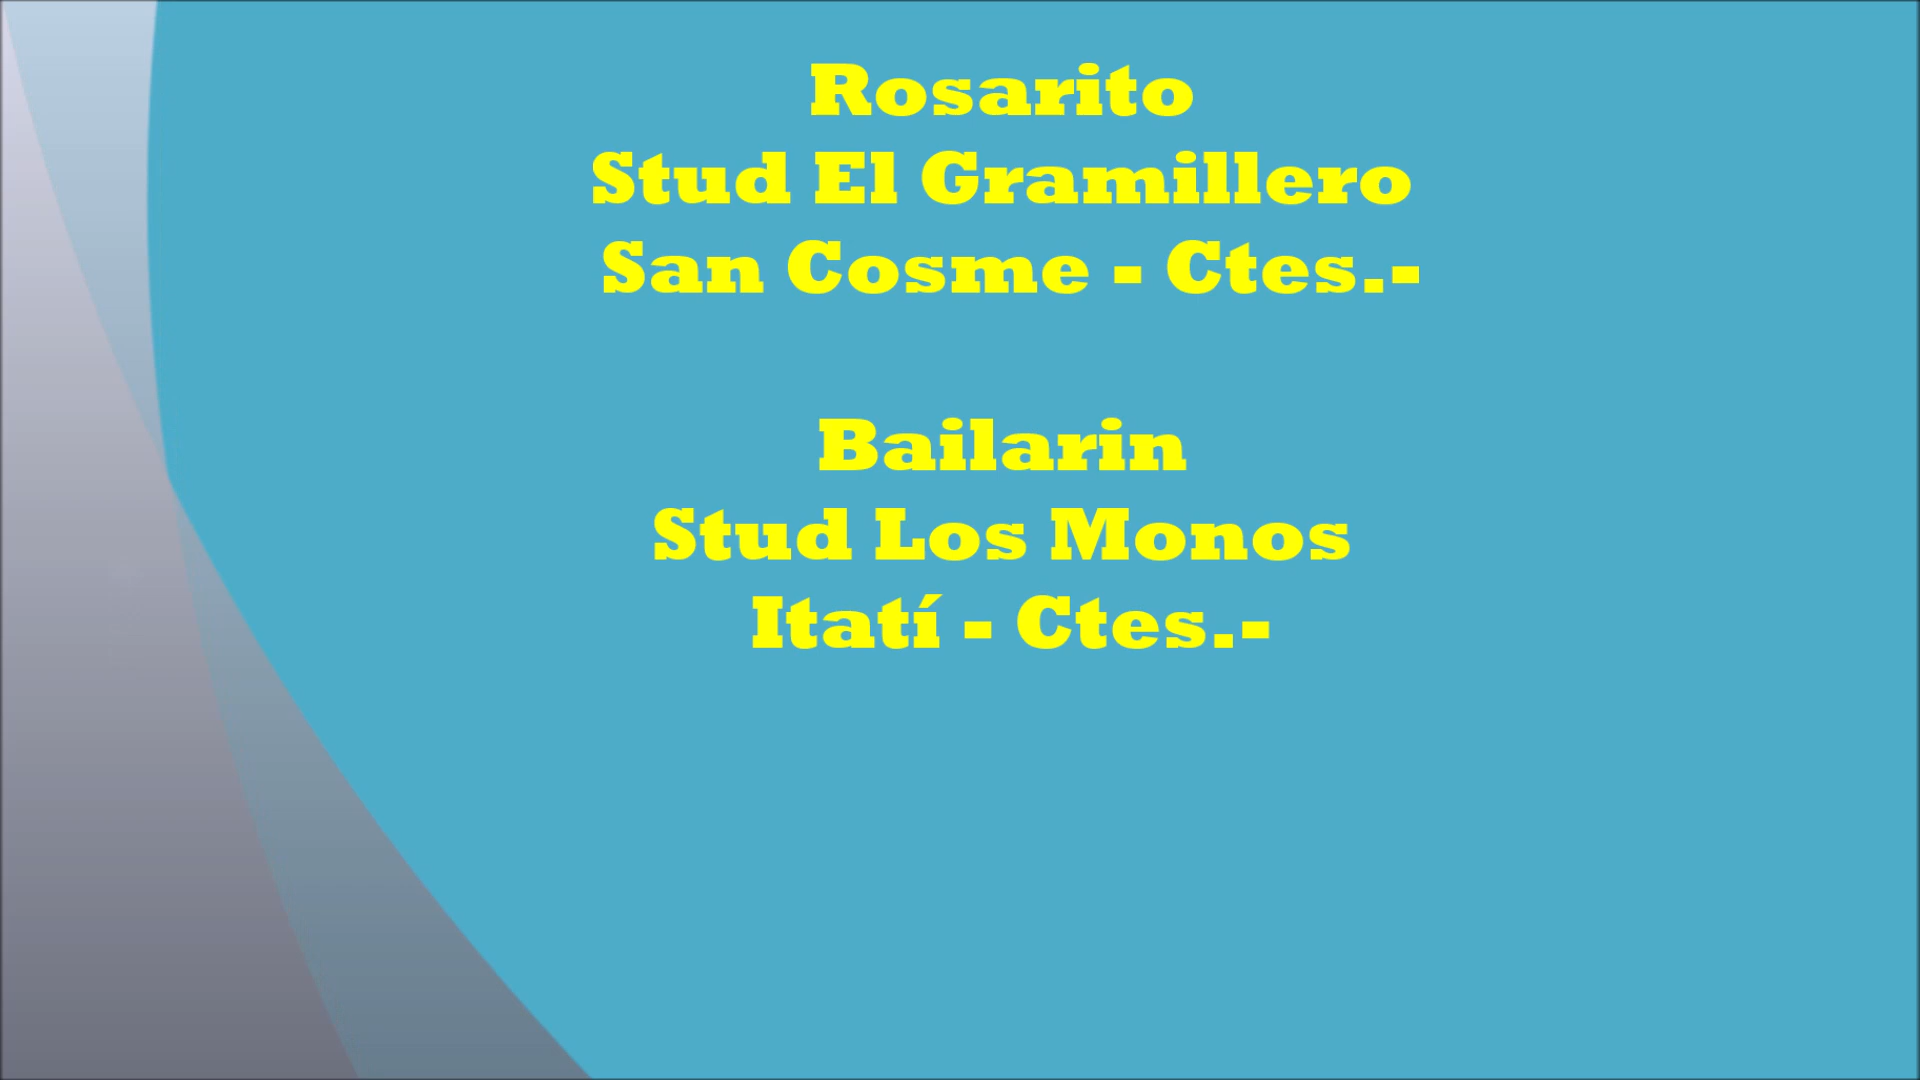 Rosarito
Stud El Gramillero
San Cosme - Ctes.-
Bailarin
Stud Los Monos
Itatí - Ctes.-